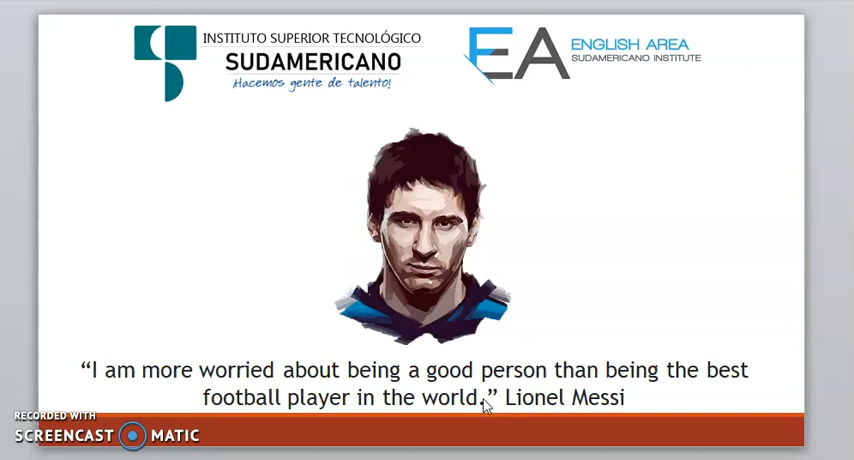 INSTITUTO SUPERIOR TECNOLÓGICO
SUDAMERICANO
¡Hacemos gente de talento!
EA ENGLISH AREA
SUDAMERICANO INSTITUTE
“I am more worried about being a good person than being the best
football player in the world.” Lionel Messi
RECORDED WITH
SCREENCAST MATIC